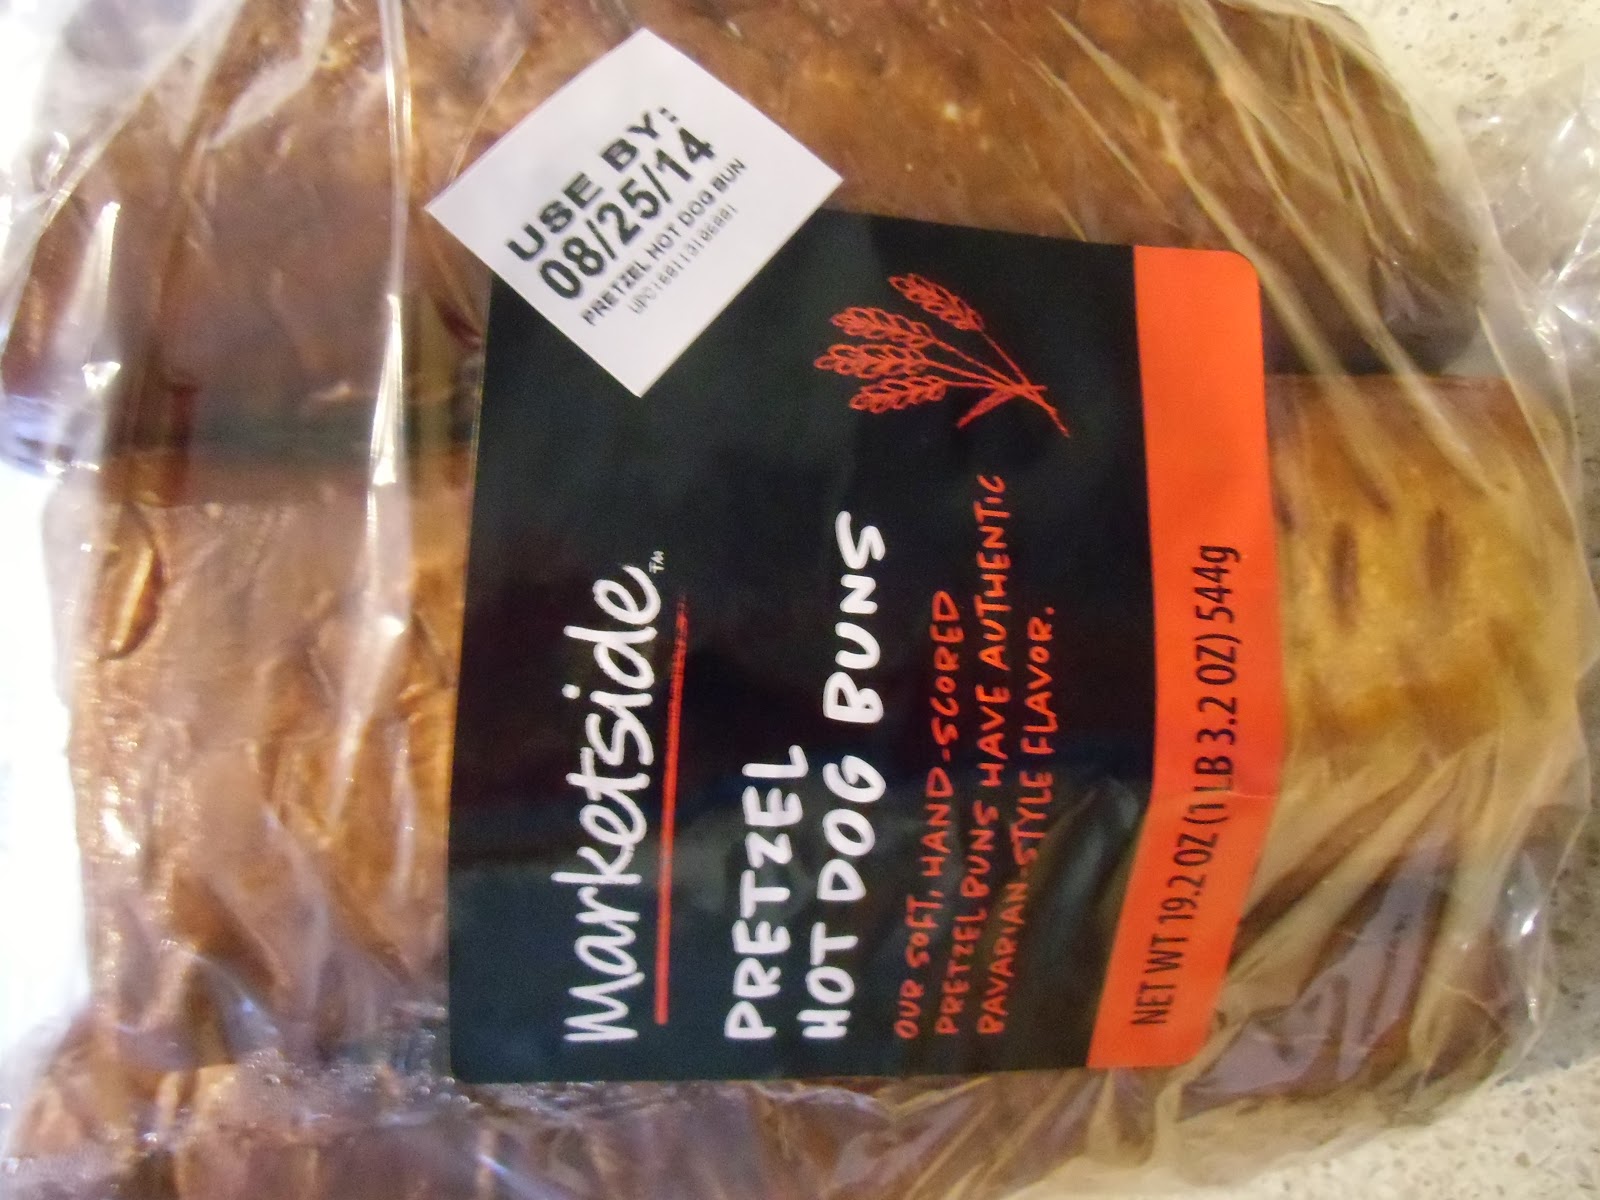 USE BY:
08/25/14
PRETZEL HOT DOG BUN
Marketside™
PRETZEL
HOT DOG BUNS
OUR SOFT, HAND-SCORED
PRETZEL BUNS HAVE AUTHENTIC
BAVARIAN-STYLE FLAVOR.
NET WT 19.2 OZ (1 LB 3.2 OZ) 544g